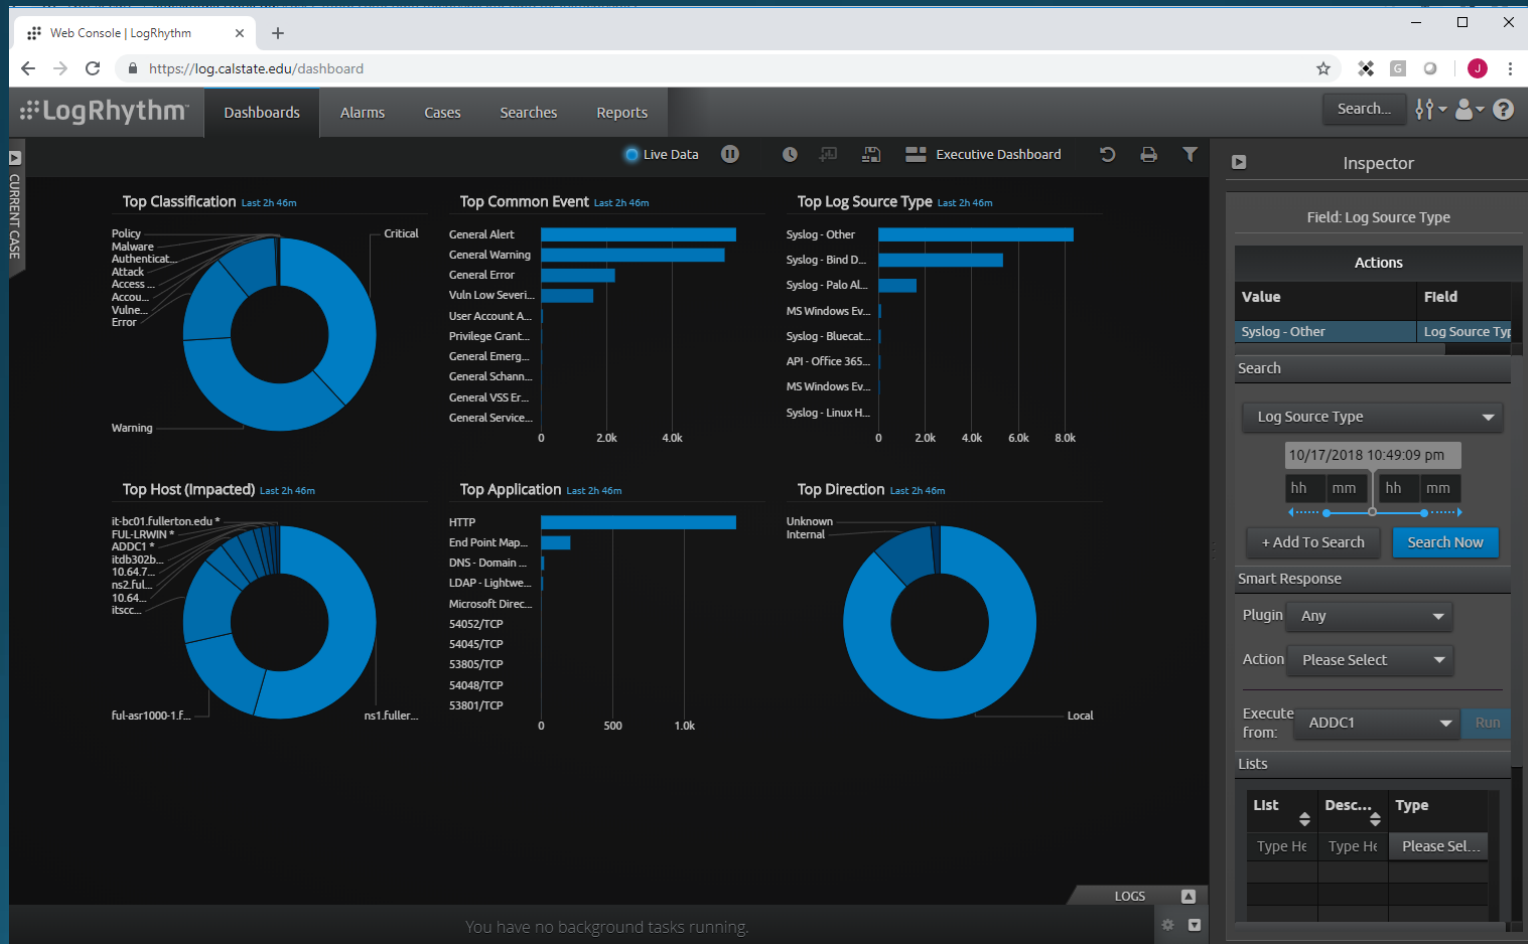 Web Console | LogRhythm
https://log.calstate.edu/dashboard
G
J
LogRhythm
Dashboards
Alarms
Cases
Searches
Reports
Search...
CURRENT CASE
Live Data
Executive Dashboard
Top Classification Last 2h 46m
Policy
Malware
Authenticat...
Attack
Access ...
Accou...
Vulne...
Error
Critical
Warning
Top Common Event Last 2h 46m
General Alert
General Warning
General Error
Vuln Low Severi...
User Account A...
Privilege Grant...
General Emerg...
General Schann...
General VSS Er...
General Service...
0 2.0k 4.0k
Top Log Source Type Last 2h 46m
Syslog - Other
Syslog - Bind D...
Syslog - Palo Al...
MS Windows Ev...
Syslog - Bluecat...
API - Office 365...
MS Windows Ev...
Syslog - Linux H...
0 2.0k 4.0k 6.0k 8.0k
Top Host (Impacted) Last 2h 46m
it-bc01.fullerton.edu *
FUL-LRWIN *
ADDC1 *
itdb302b...
10.64.7...
ns2.ful...
10.64...
itscc...
ful-asr1000-1.f...
ns1.fuller...
Top Application Last 2h 46m
HTTP
End Point Map...
DNS - Domain ...
LDAP - Lightwe...
Microsoft Direc...
54052/TCP
54045/TCP
53805/TCP
54048/TCP
53801/TCP
0 500 1.0k
Top Direction Last 2h 46m
Unknown
Internal
Local
Inspector
Field: Log Source Type
Actions
Value Field
Syslog - Other Log Source Typ
Search
Log Source Type
10/17/2018 10:49:09 pm
hh mm hh mm
+ Add To Search Search Now
Smart Response
Plugin Any
Action Please Select
Execute
from: ADDC1 Run
Lists
List Desc... Type
Type He Type He Please Sel...
LOGS
You have no background tasks running.